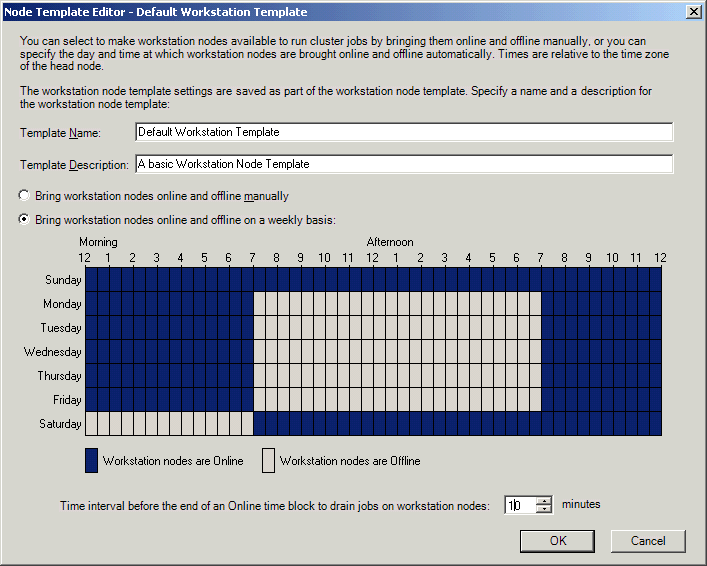 Node Template Editor - Default Workstation Template
You can select to make workstation nodes available to run cluster jobs by bringing them online and offline manually, or you can
specify the day and time at which workstation nodes are brought online and offline automatically. Times are relative to the time zone
of the head node.
The workstation node template settings are saved as part of the workstation node template. Specify a name and a description for
the workstation node template:
Template Name: Default Workstation Template
Template Description: A basic Workstation Node Template
Bring workstation nodes online and offline manually
Bring workstation nodes online and offline on a weekly basis:
Morning Afternoon
12 1 2 3 4 5 6 7 8 9 10 11 12 1 2 3 4 5 6 7 8 9 10 11 12
Sunday
Monday
Tuesday
Wednesday
Thursday
Friday
Saturday
Workstation nodes are Online Workstation nodes are Offline
Time interval before the end of an Online time block to drain jobs on workstation nodes: 10 minutes
OK Cancel